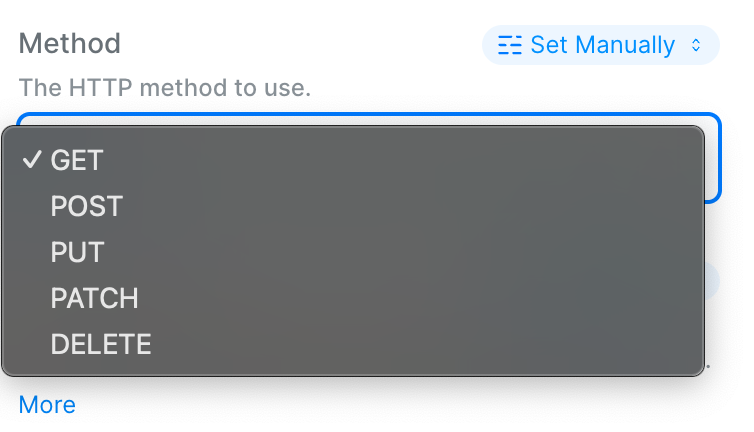 Method
Set Manually
The HTTP method to use.
✓ GET
POST
PUT
PATCH
DELETE
.
More